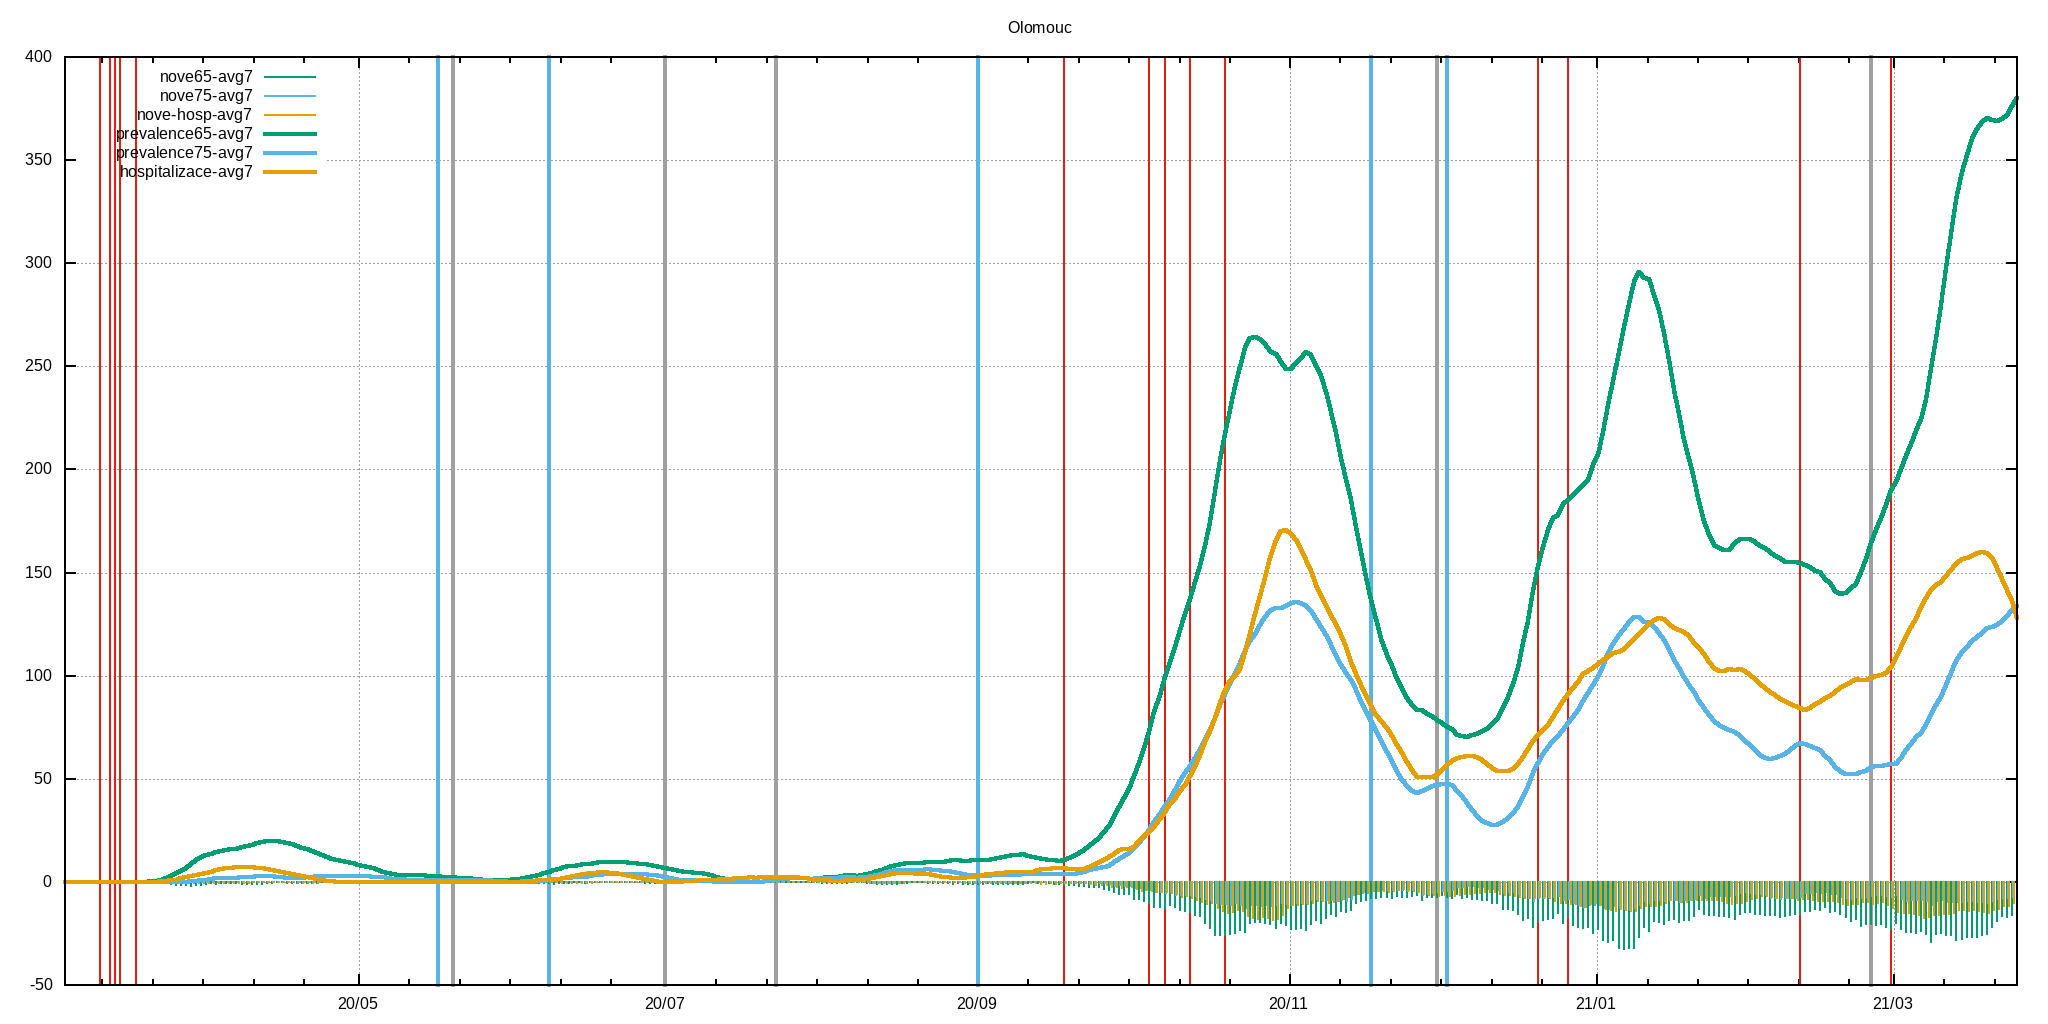 Olomouc
400
350
300
250
200
150
100
50
0
-50
nove65-avg7
nove75-avg7
nove-hosp-avg7
prevalence65-avg7
prevalence75-avg7
hospitalizace-avg7
20/05
20/07
20/09
20/11
21/01
21/03